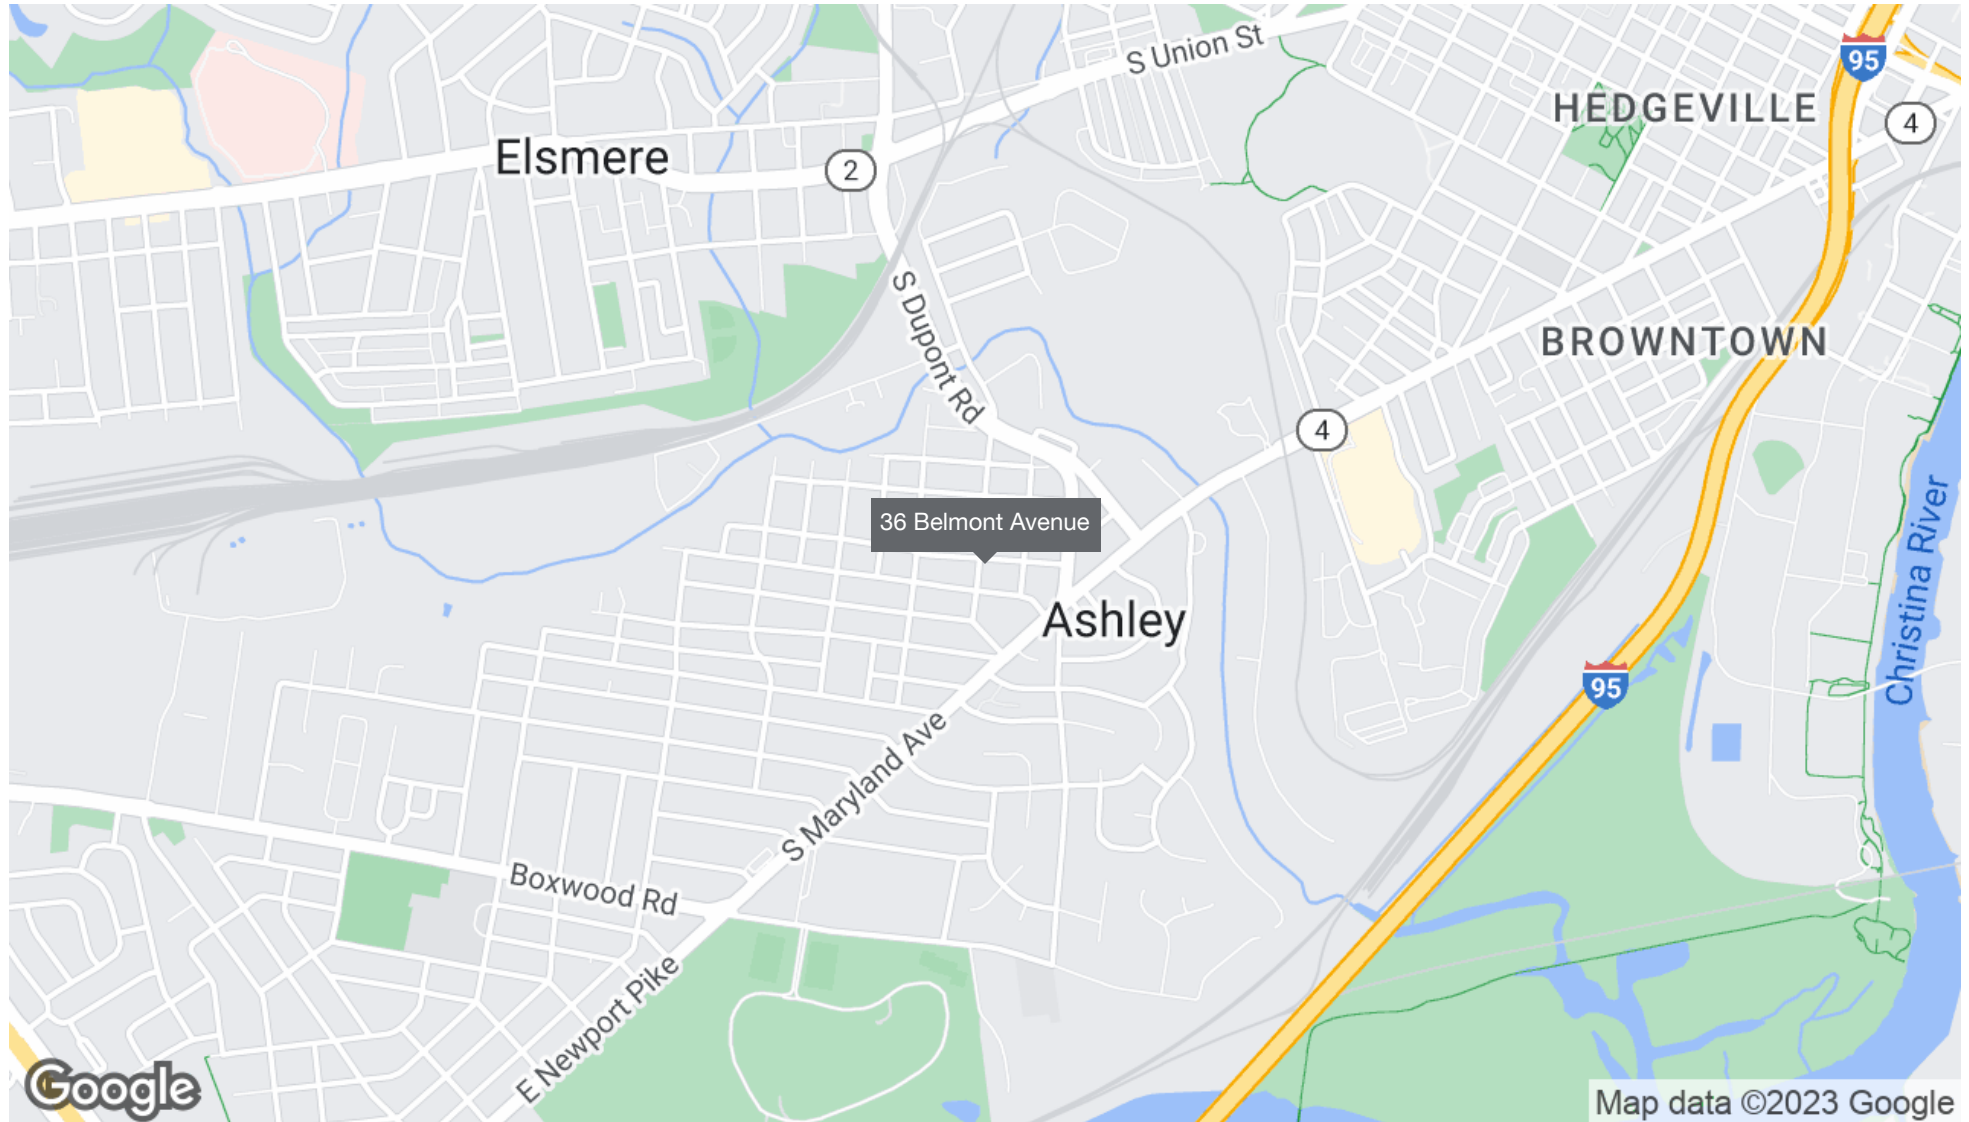 S Union St
95
HEDGEVILLE
4
Elsmere
2
S Dupont Rd
BROWNTOWN
4
Christina River
36 Belmont Avenue
Ashley
95
S Maryland Ave
Boxwood Rd
E Newport Pike
Google
Map data ©2023 Google